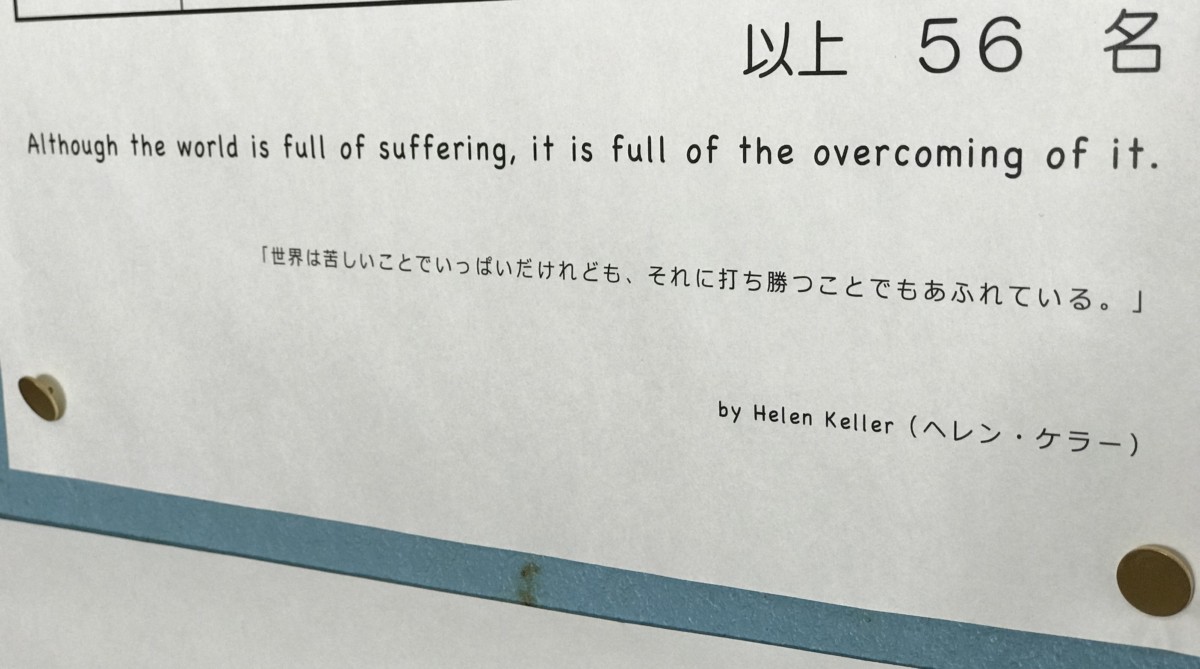 以上　５６　名
Although the world is full of suffering, it is full of the overcoming of it.
「世界は苦しいことでいっぱいだけれども、それに打ち勝つことでもあふれている。」
by Helen Keller（ヘレン・ケラー）